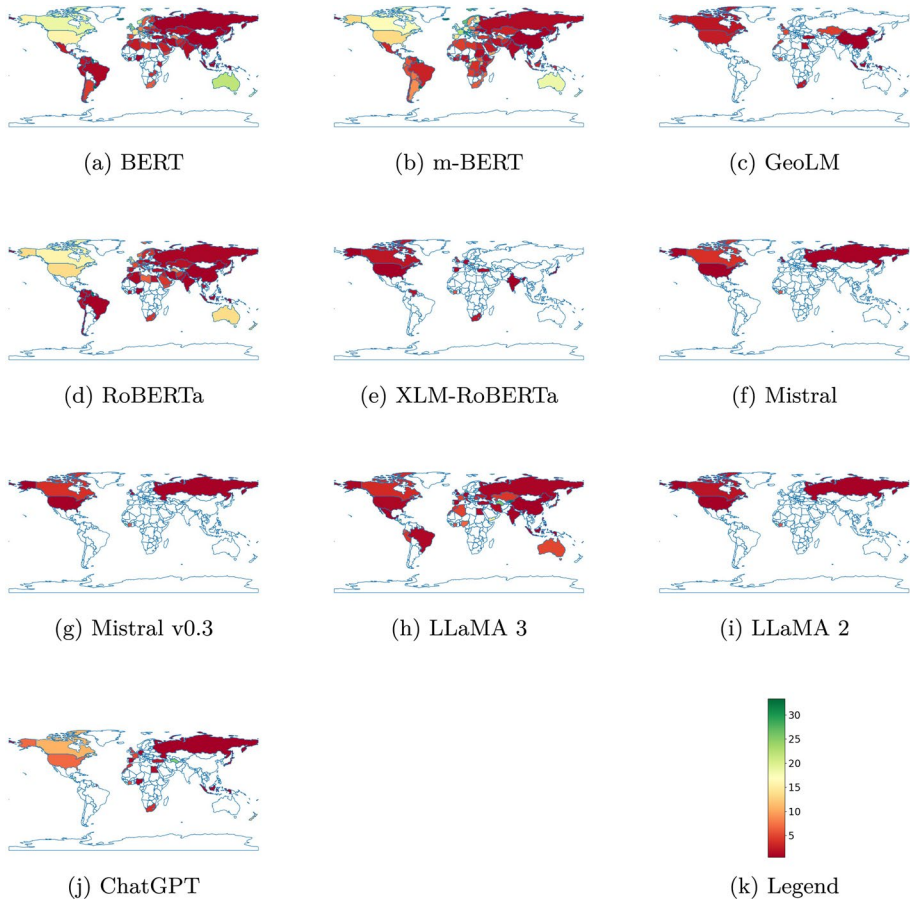 (a) BERT
(b) m-BERT
(c) GeoLM
(d) RoBERTa
(e) XLM-RoBERTa
(f) Mistral
(g) Mistral v0.3
(h) LLaMA 3
(i) LLaMA 2
30
25
20
15
10
5
(j) ChatGPT
(k) Legend